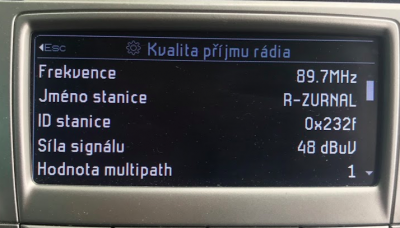 Esc Kvalita příjmu rádia
Frekvence 89.7MHz
Jméno stanice R-ZURNAL
ID stanice 0x232f
Síla signálu 48 dBuV
Hodnota multipath 1